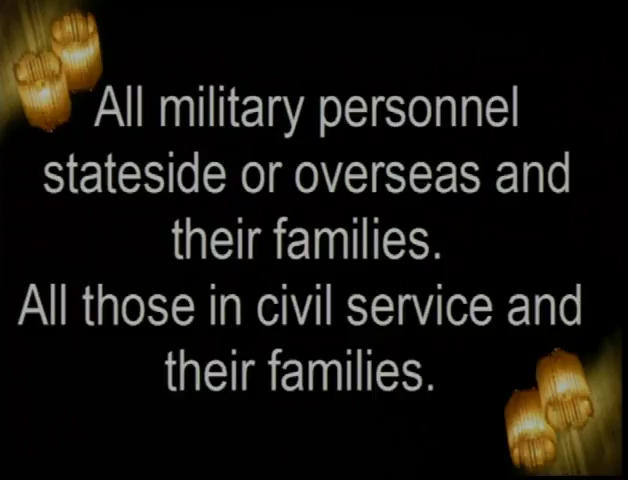 All military personnel
stateside or overseas and
their families.
All those in civil service and
their families.